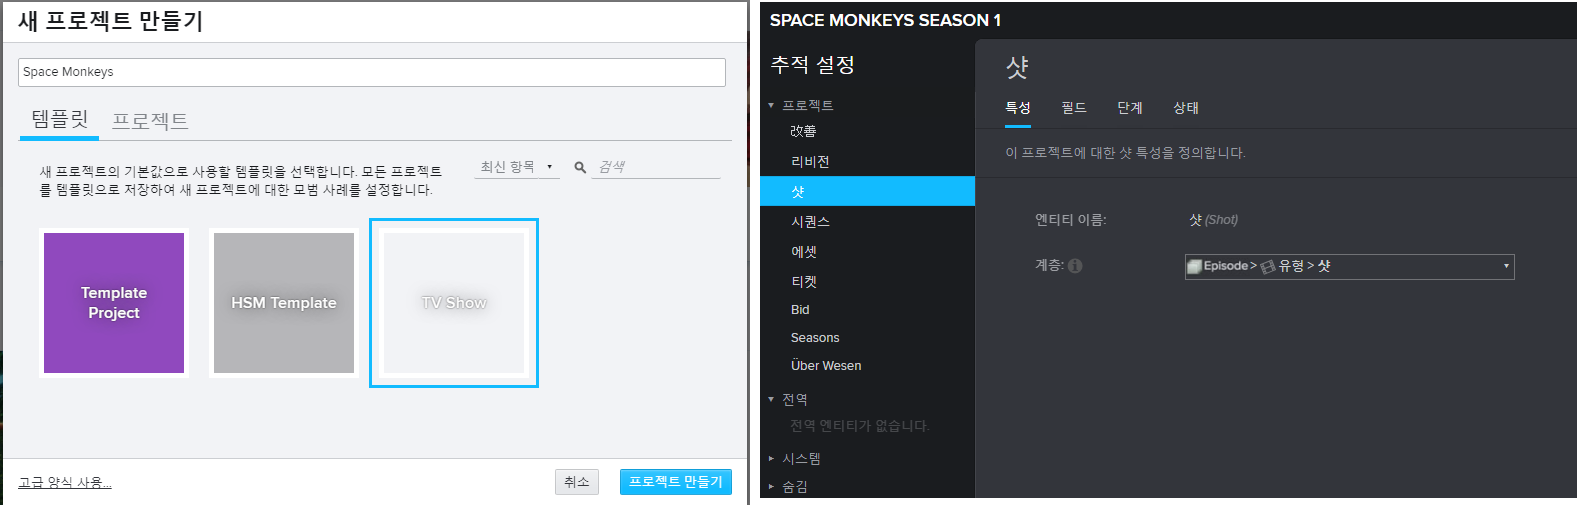 새 프로젝트 만들기
Space Monkeys
템플릿 프로젝트
새 프로젝트의 기본값으로 사용할 템플릿을 선택합니다. 모든 프로젝트
를 템플릿으로 저장하여 새 프로젝트에 대한 모범 사례를 설정합니다.
최신 항목 검색
Template
Project
HSM Template
TV Show
고급 양식 사용...
취소
프로젝트 만들기
SPACE MONKEYS SEASON 1
추적 설정
프로젝트
改善
리비전
샷
시퀀스
에셋
티켓
Bid
Seasons
Über Wesen
전역
전역 엔티티가 없습니다.
시스템
숨김
샷
특성 필드 단계 상태
이 프로젝트에 대한 샷 특성을 정의합니다.
엔티티 이름: 샷 (Shot)
계층: Episode > 유형 > 샷